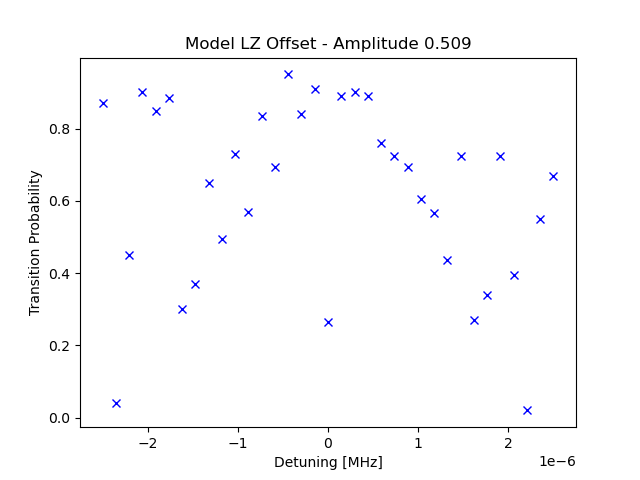 Model LZ Offset - Amplitude 0.509
Transition Probability
0.8
0.6
0.4
0.2
0.0
−2
−1
0
1
2
1e−6
Detuning [MHz]